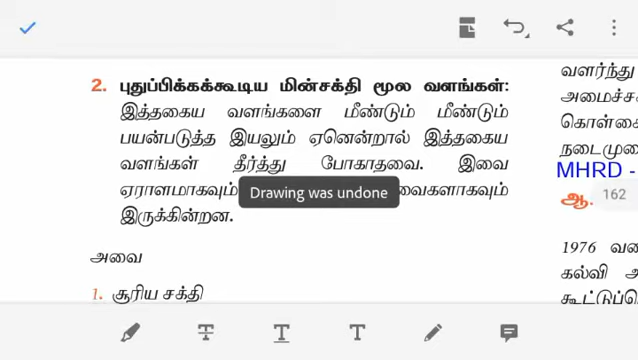 2. புதுப்பிக்கக்கூடிய மின்சக்தி மூல வளங்கள்:
இத்தகைய வளங்களை மீண்டும் மீண்டும்
பயன்படுத்த இயலும் ஏனென்றால் இத்தகைய
வளங்கள் தீர்த்து போகாதவை. இவை
ஏராளமாகவும்
Drawing was undone
வைகளாகவும்
இருக்கின்றன.
அவை
1. சூரிய சக்தி
வளர்ந்து
அமைச்ச
கொள்கை
நடைமுறை
MHRD -
ஆ.
162
1976
கல்வி
கூட்டுப்